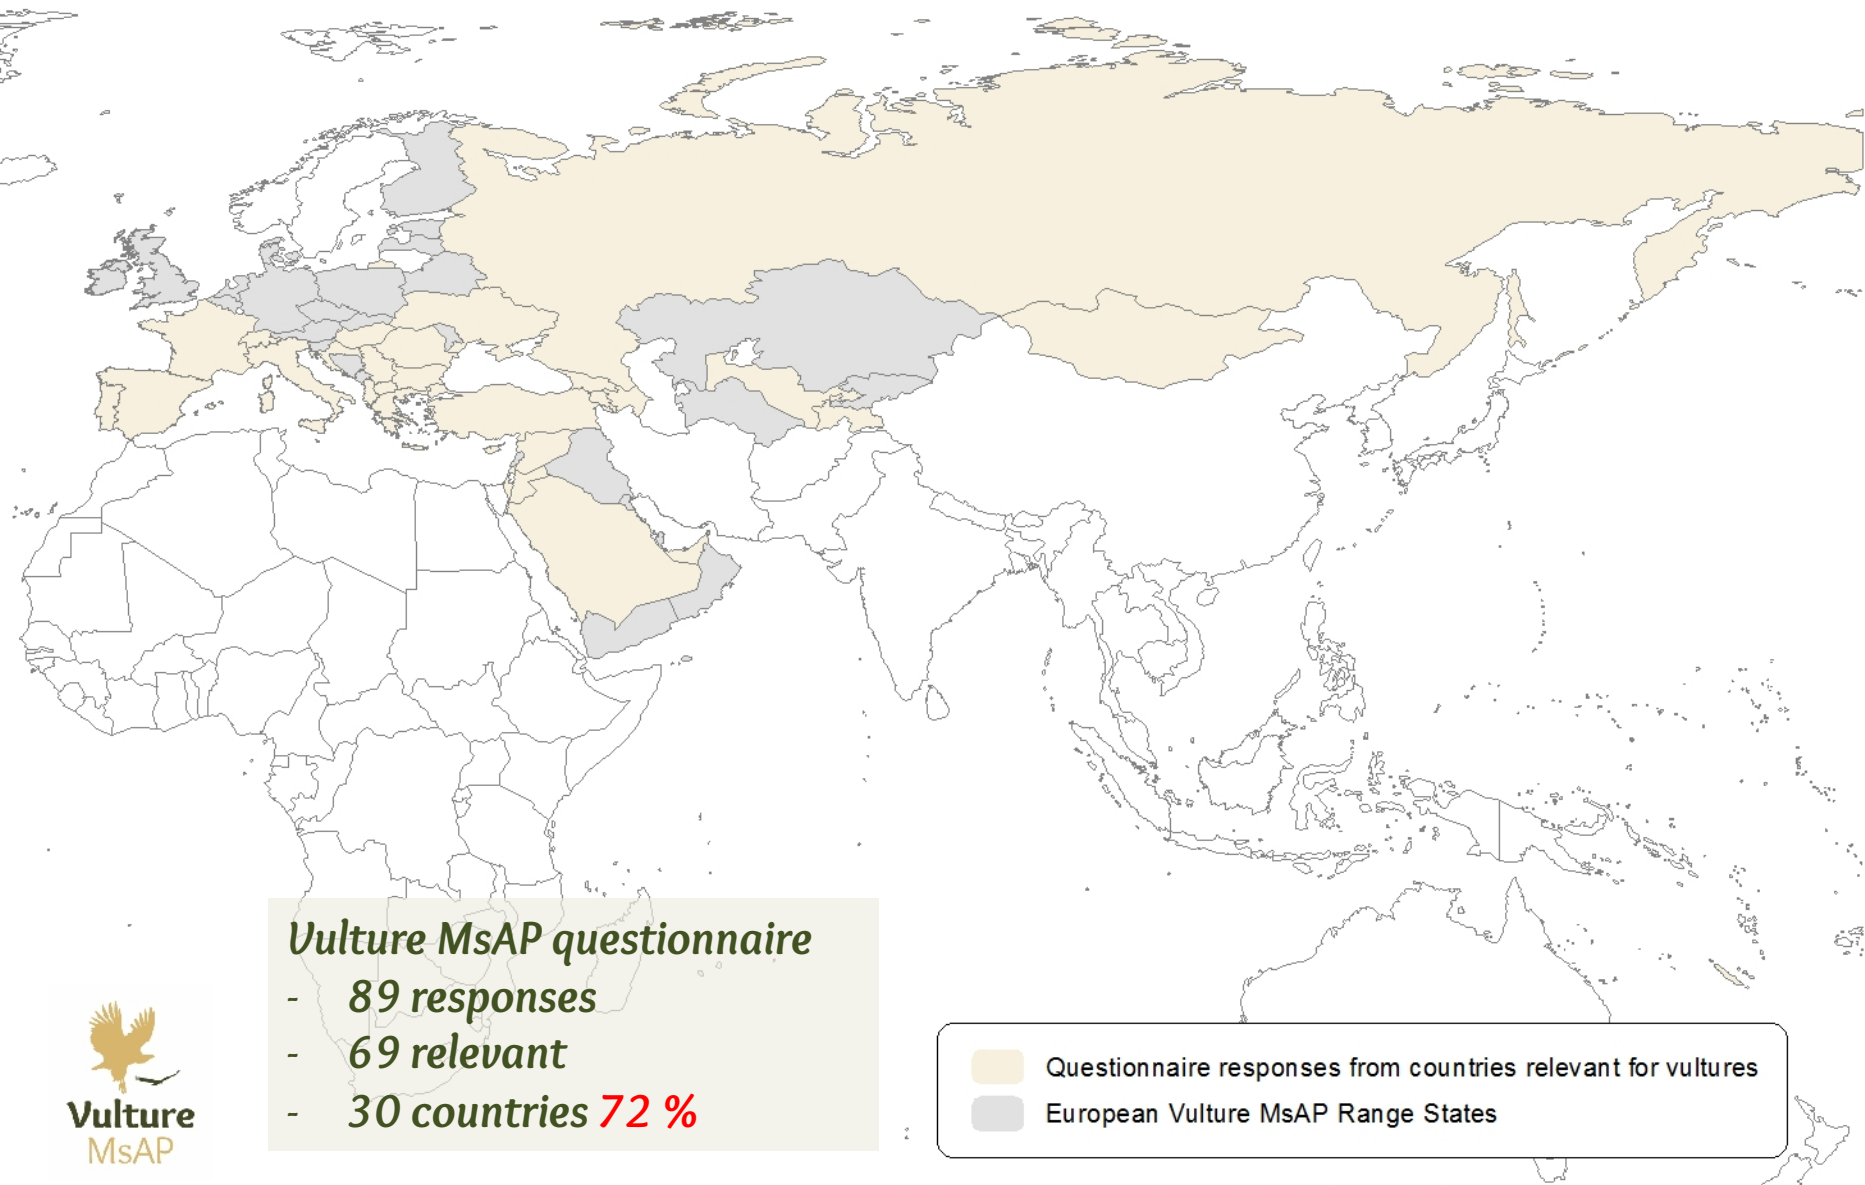 Vulture MsAP questionnaire
- 89 responses
- 69 relevant
- 30 countries 72 %
Vulture
MsAP
Questionnaire responses from countries relevant for vultures
European Vulture MsAP Range States